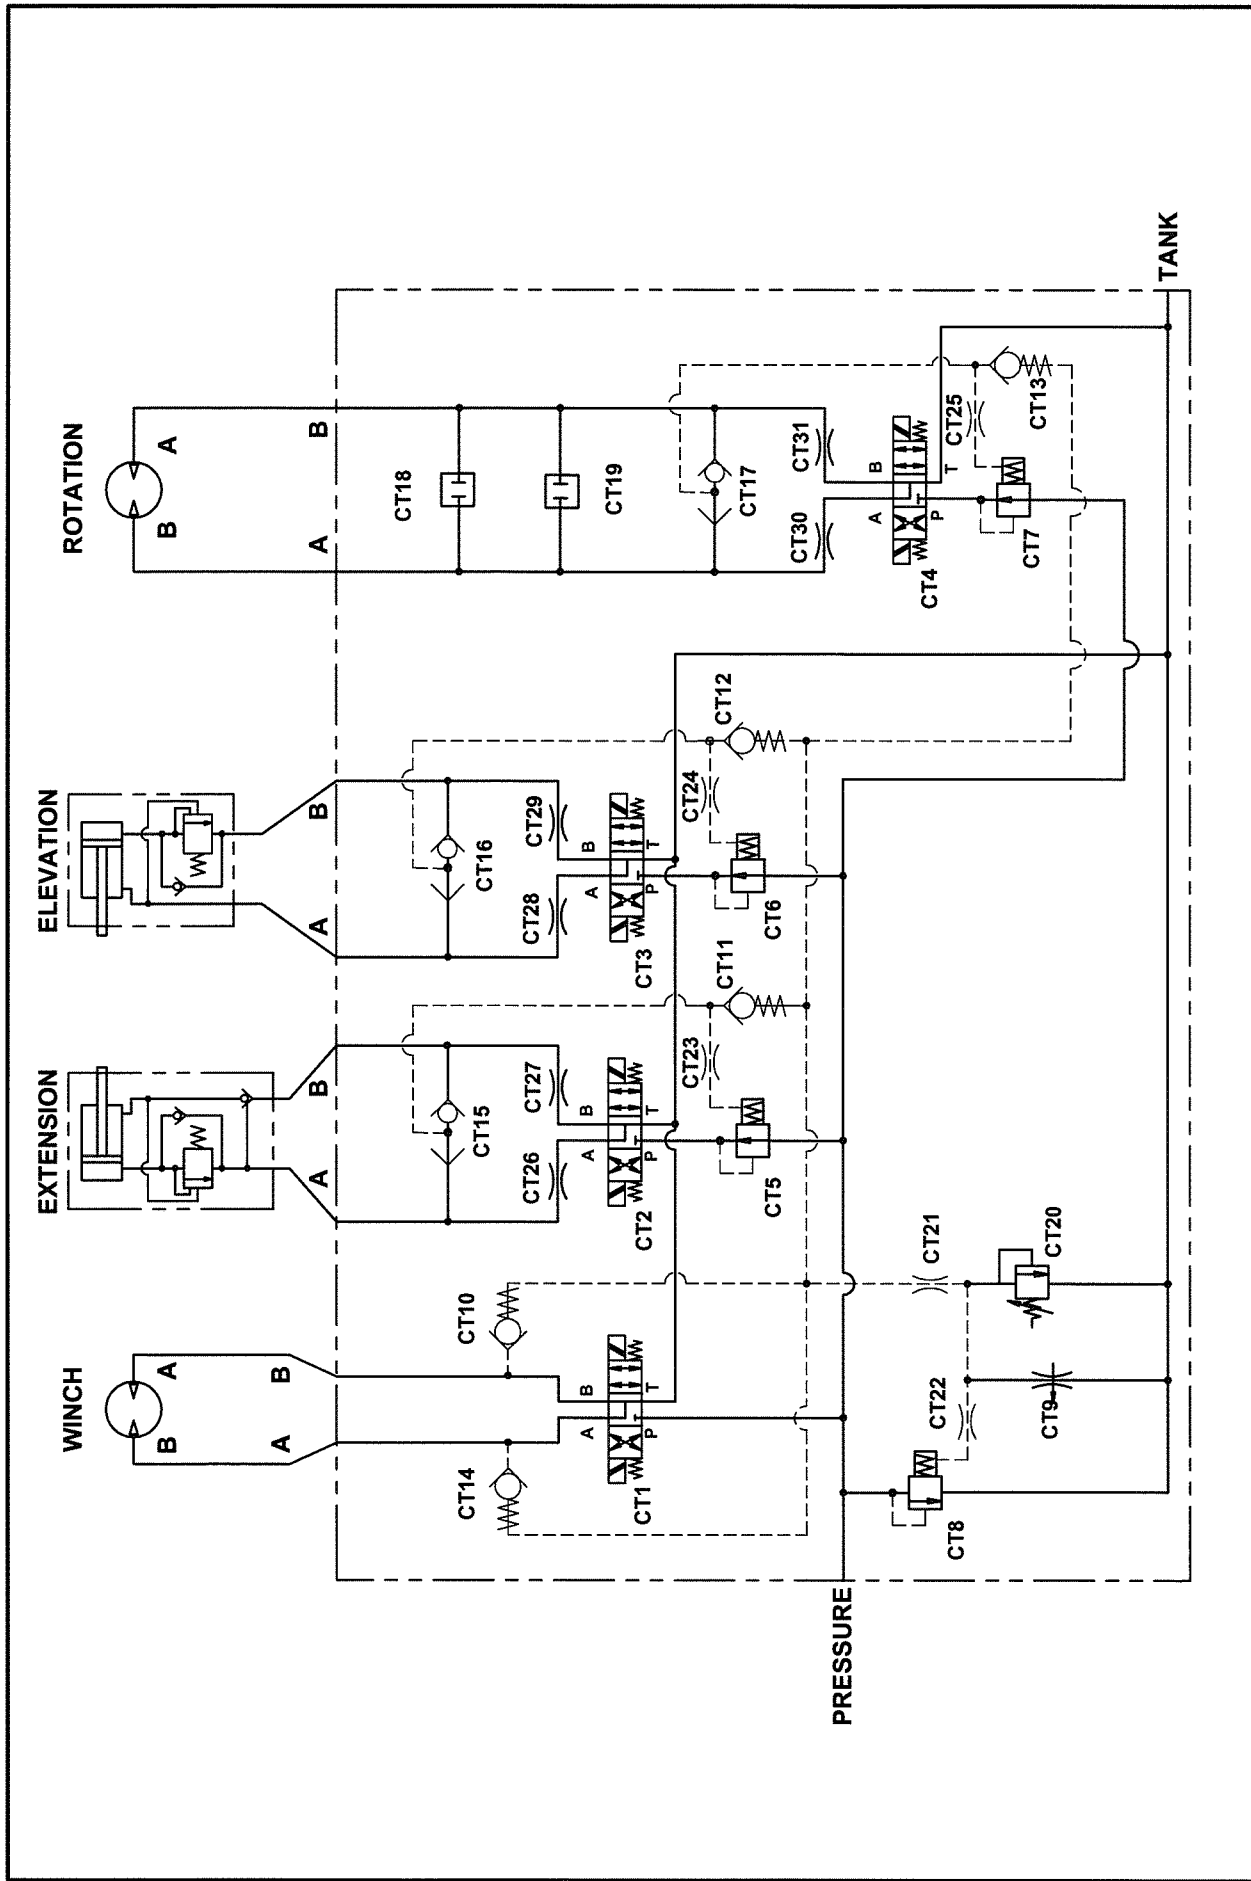 WINCH
EXTENSION
ELEVATION
ROTATION
B
A
B
A
A
B
A
B
A
B
A
B
CT18
CT19
CT14
CT10
CT15
CT16
CT17
CT26
CT27
CT28
CT29
CT30
CT31
A
B
A
B
A
B
A
B
P
T
P
T
P
T
P
T
CT1
CT2
CT3
CT4
CT23
CT11
CT24
CT12
CT25
CT13
CT5
CT6
CT7
PRESSURE
CT8
CT22
CT21
CT9
CT20
TANK